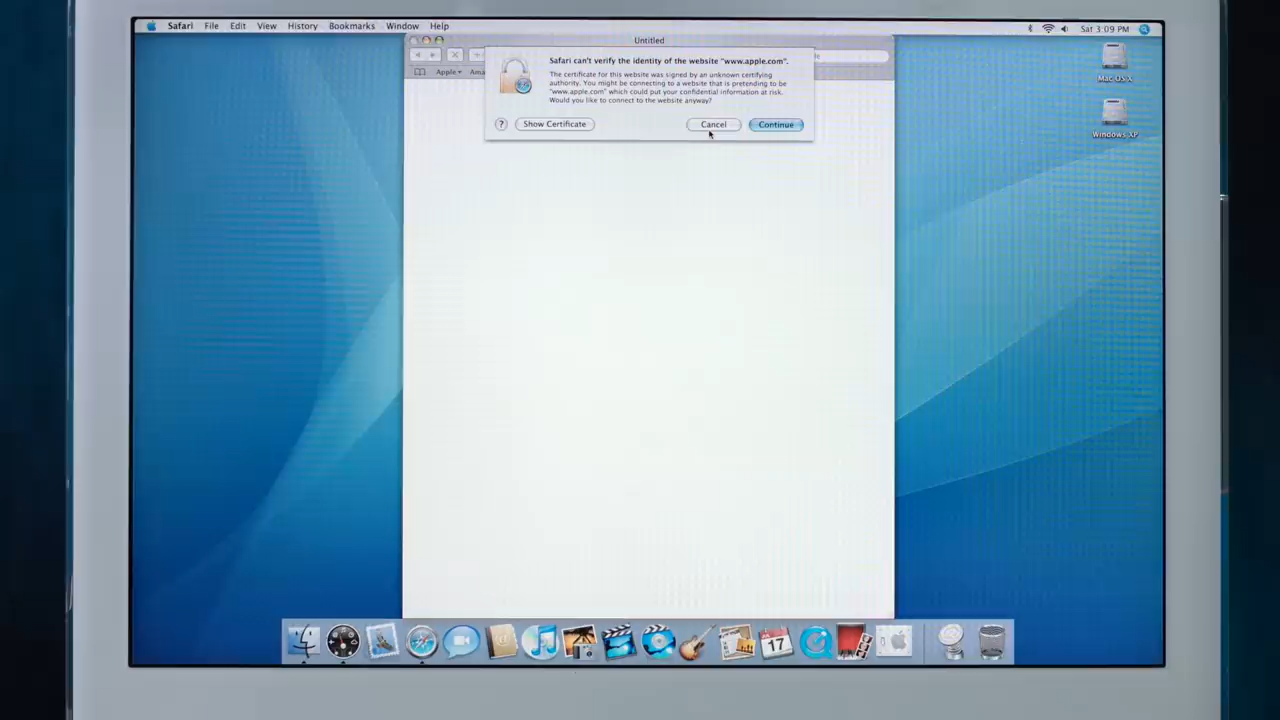 Safari File Edit View History Bookmarks Window Help
Sat 3:09 PM
Untitled
Apple
Safari can't verify the identity of the website "www.apple.com".
The certificate for this website was signed by an unknown certifying
authority. You might be connecting to a website that is pretending to be
"www.apple.com" which could put your confidential information at risk.
Would you like to connect to the website anyway?
? Show Certificate Cancel Continue
Mac OS X
Windows XP
17